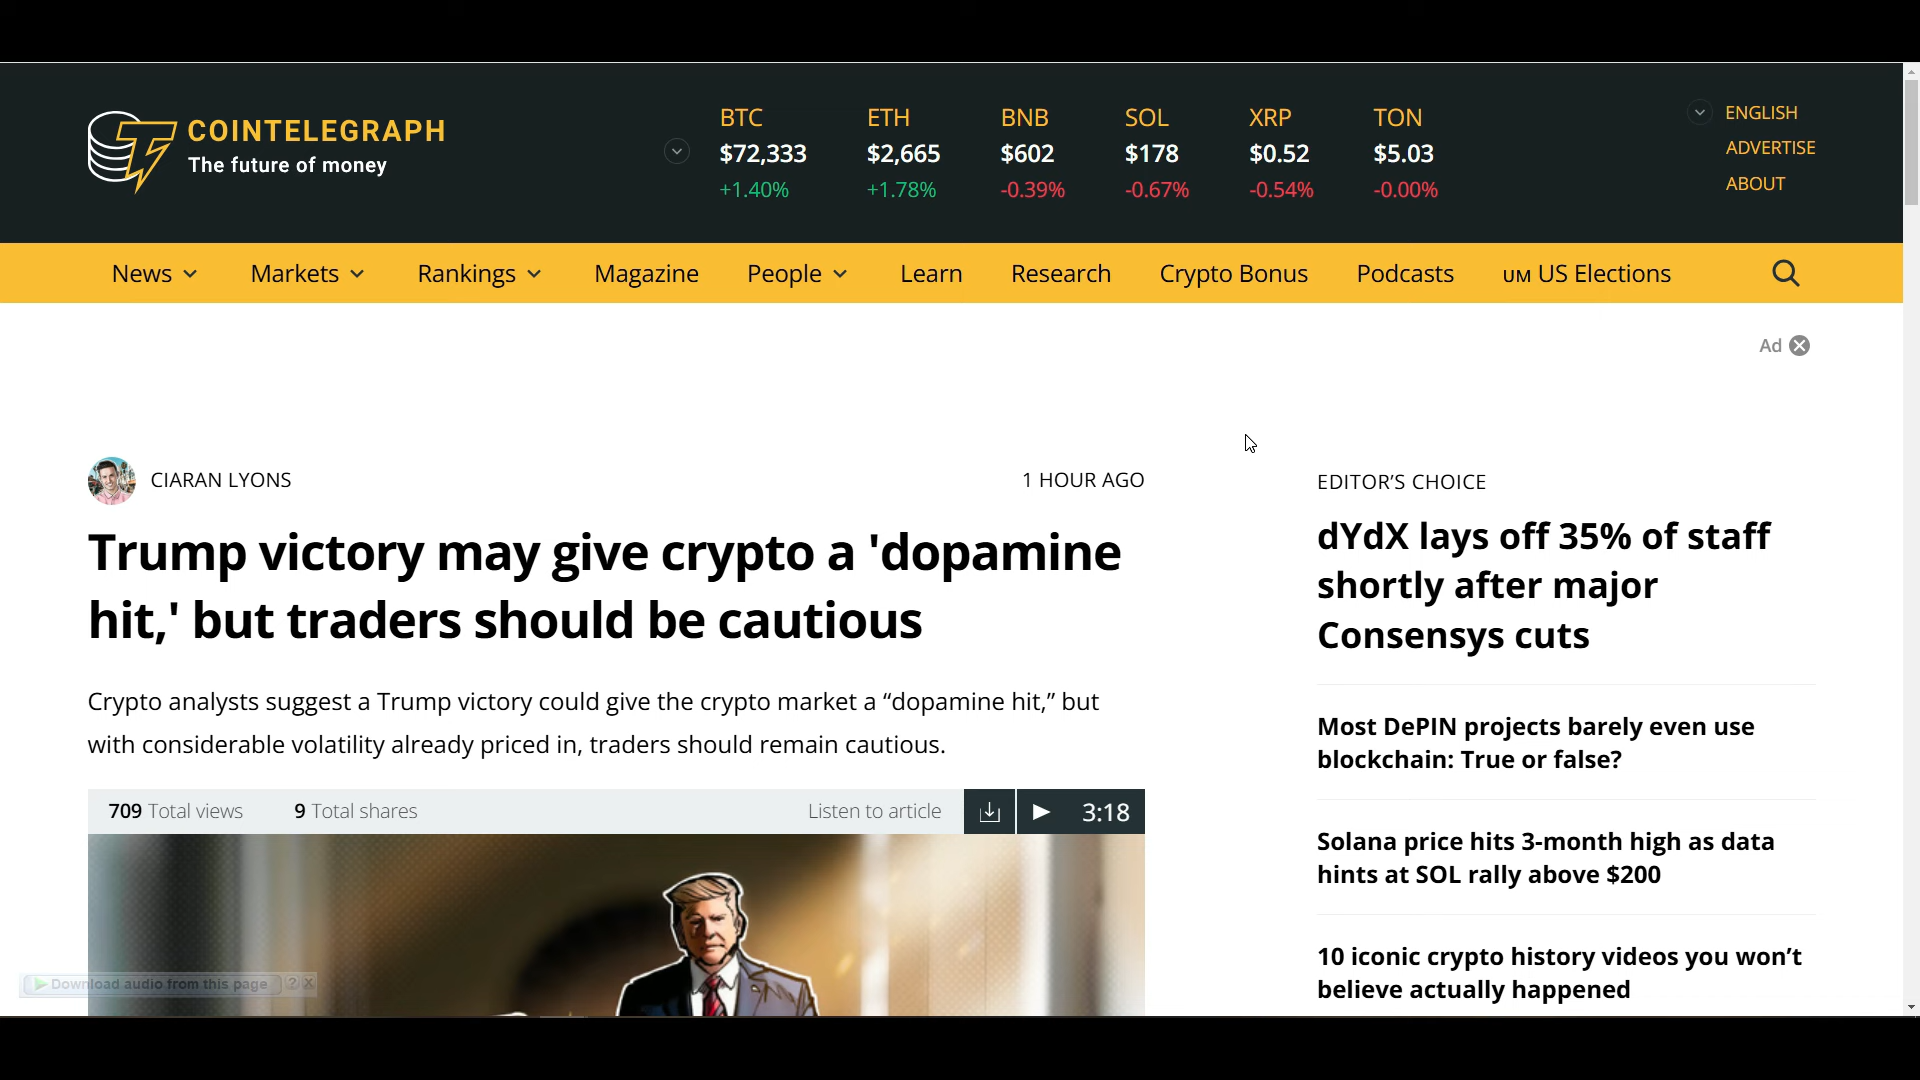 COINTELEGRAPH
The future of money
BTC ETH BNB SOL XRP TON
$72,333 $2,665 $602 $178 $0.52 $5.03
+1.40% +1.78% -0.39% -0.67% -0.54% -0.00%
ENGLISH
ADVERTISE
ABOUT
News Markets Rankings Magazine People Learn Research Crypto Bonus Podcasts UM US Elections
Ad
CIARAN LYONS 1 HOUR AGO
Trump victory may give crypto a 'dopamine
hit,' but traders should be cautious
Crypto analysts suggest a Trump victory could give the crypto market a “dopamine hit,” but
with considerable volatility already priced in, traders should remain cautious.
709 Total views 9 Total shares Listen to article 3:18
Download audio from this page ? X
EDITOR’S CHOICE
dYdX lays off 35% of staff
shortly after major
Consensys cuts
Most DePIN projects barely even use
blockchain: True or false?
Solana price hits 3-month high as data
hints at SOL rally above $200
10 iconic crypto history videos you won’t
believe actually happened